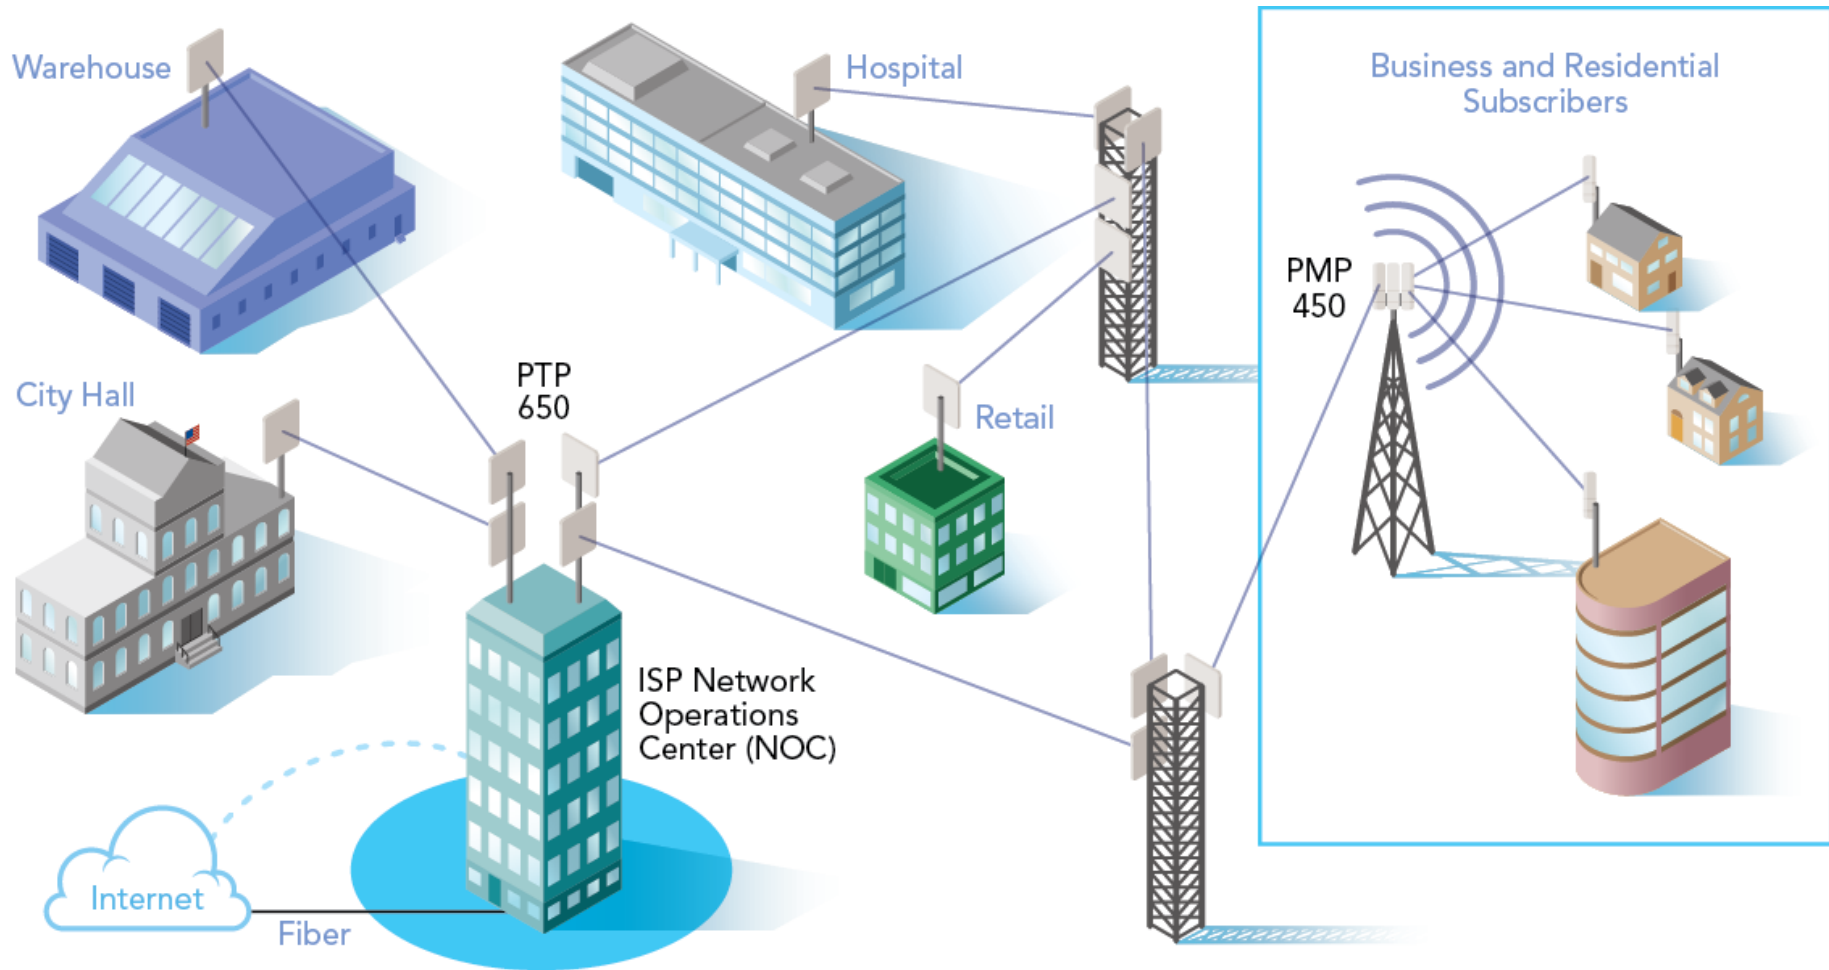 Warehouse
Hospital
Business and Residential
Subscribers
PMP
450
PTP
650
City Hall
Retail
ISP Network
Operations
Center (NOC)
Internet
Fiber